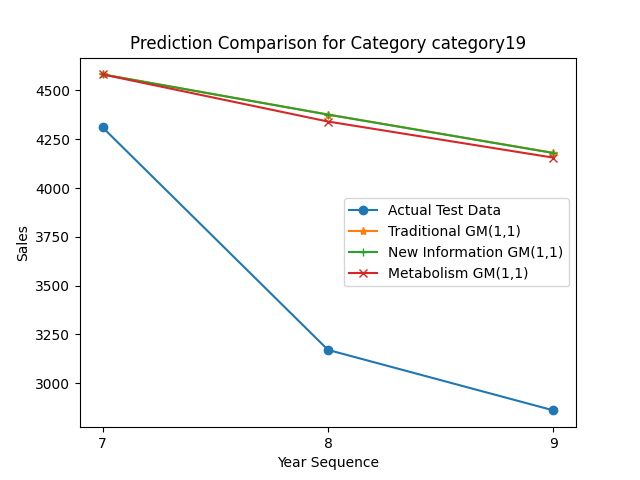 Prediction Comparison for Category category19
Sales
4500
4250
4000
3750
3500
3250
3000
Actual Test Data
Traditional GM(1,1)
New Information GM(1,1)
Metabolism GM(1,1)
7
8
9
Year Sequence